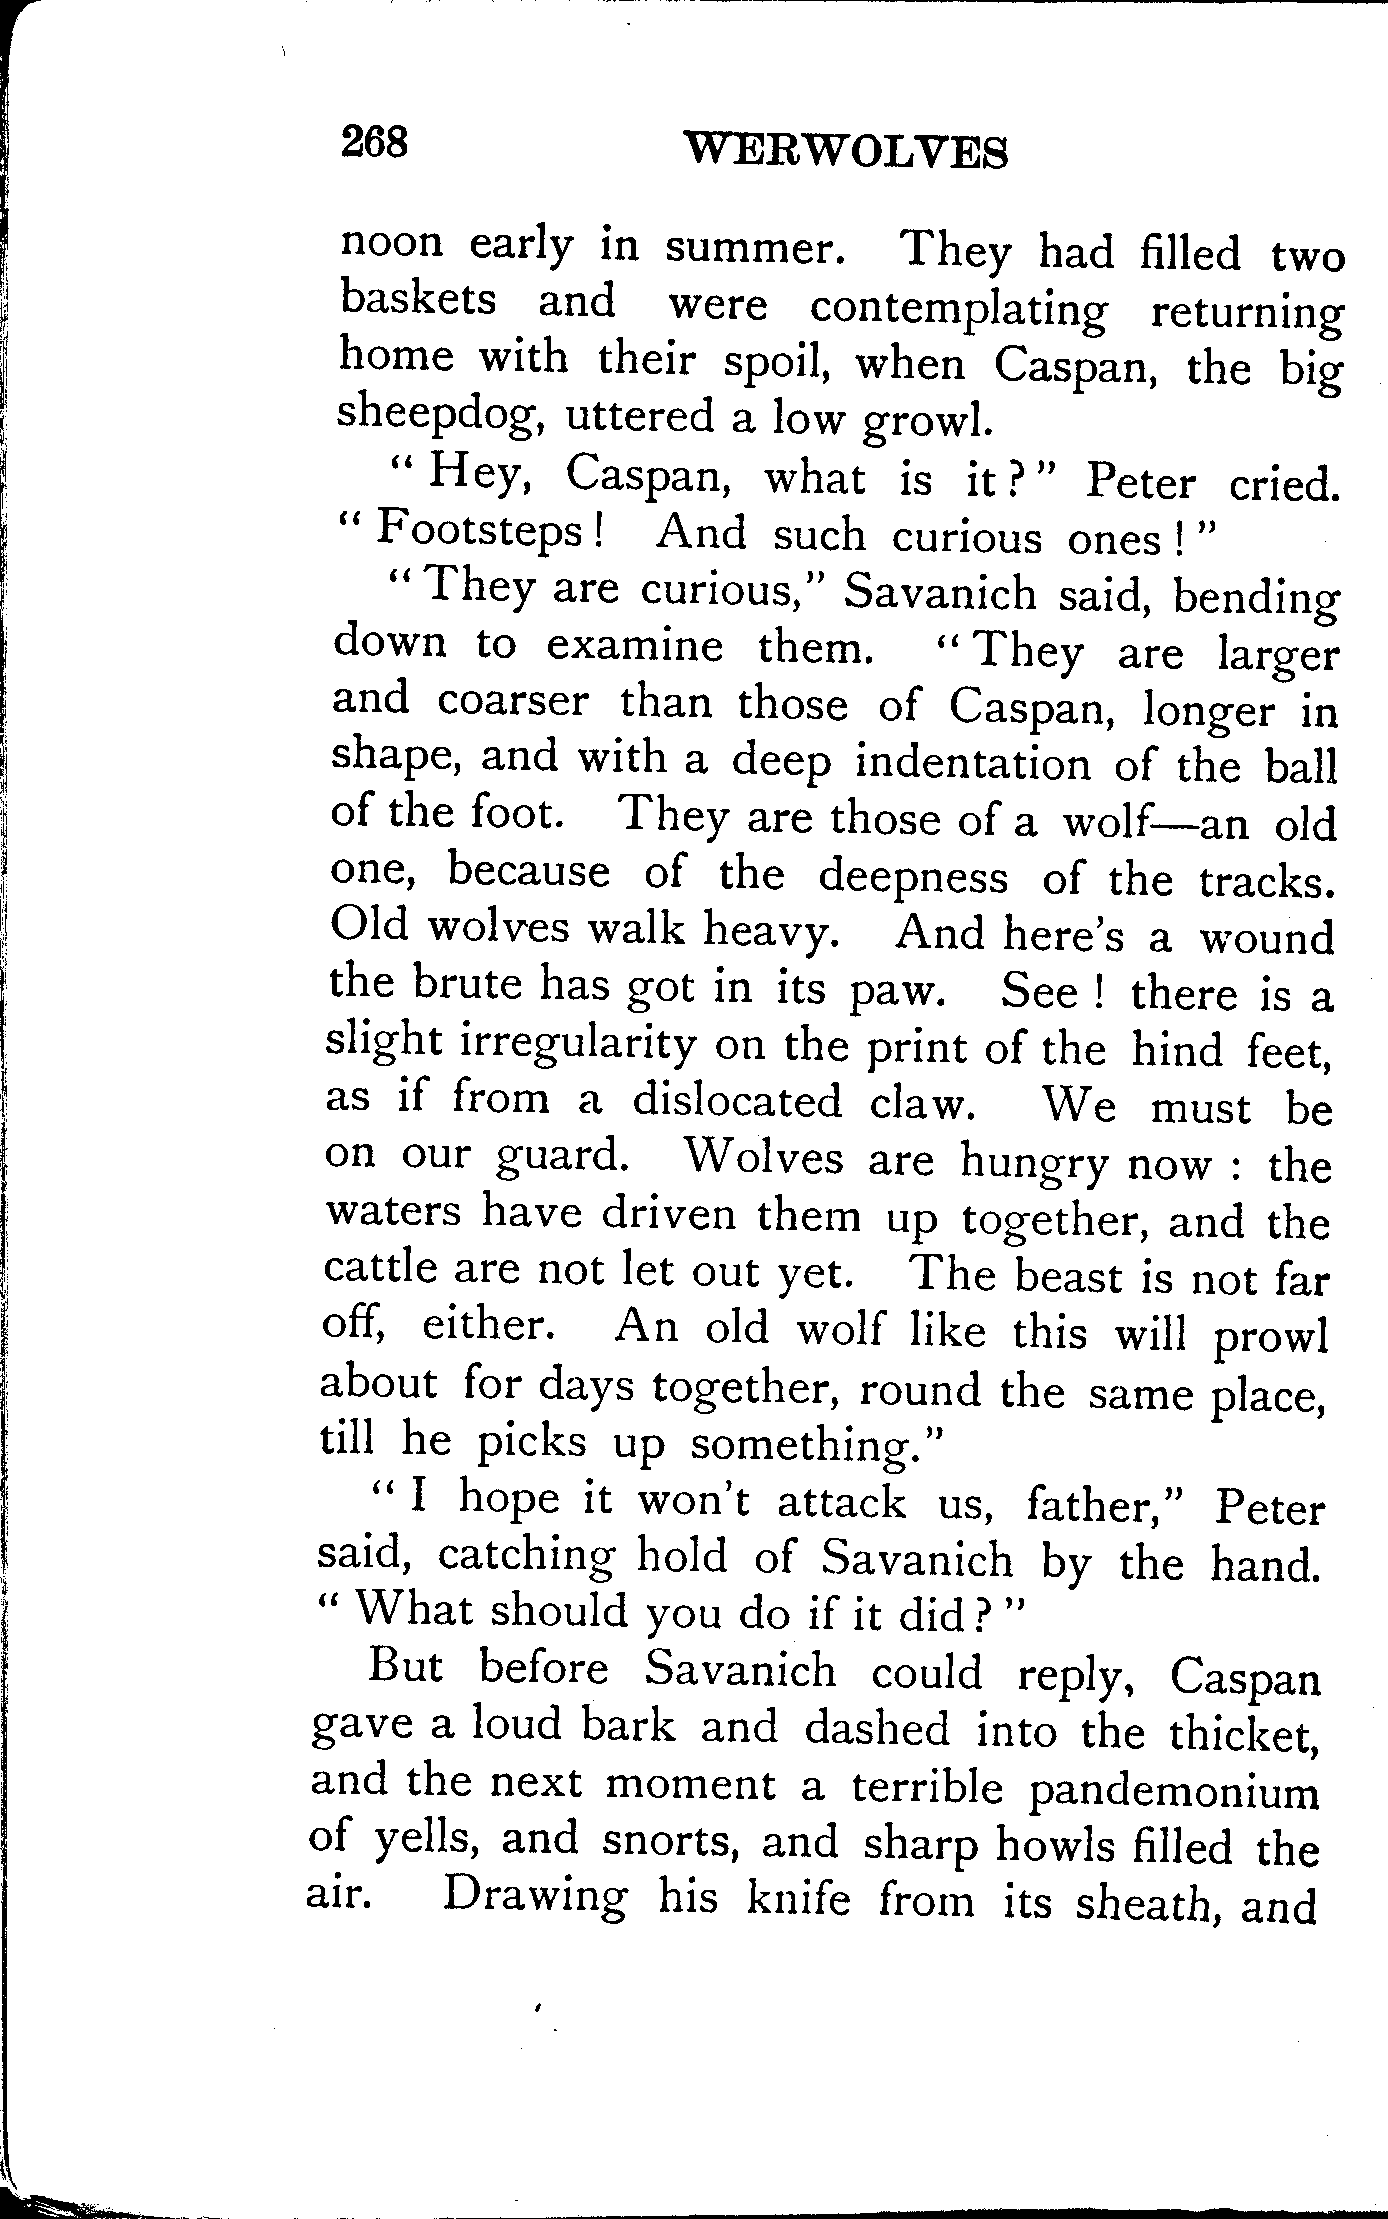 268 WERWOLVES
noon early in summer. They had filled two
baskets and were contemplating returning
home with their spoil, when Caspan, the big
sheepdog, uttered a low growl.
" Hey, Caspan, what is it ? " Peter cried.
" Footsteps ! And such curious ones ! "
" They are curious," Savanich said, bending
down to examine them. " They are larger
and coarser than those of Caspan, longer in
shape, and with a deep indentation of the ball
of the foot. They are those of a wolf—an old
one, because of the deepness of the tracks.
Old wolves walk heavy. And here's a wound
the brute has got in its paw. See ! there is a
slight irregularity on the print of the hind feet,
as if from a dislocated claw. We must be
on our guard. Wolves are hungry now : the
waters have driven them up together, and the
cattle are not let out yet. The beast is not far
off, either. An old wolf like this will prowl
about for days together, round the same place,
till he picks up something."
" I hope it won't attack us, father," Peter
said, catching hold of Savanich by the hand.
" What should you do if it did ? "
But before Savanich could reply, Caspan
gave a loud bark and dashed into the thicket,
and the next moment a terrible pandemonium
of yells, and snorts, and sharp howls filled the
air. Drawing his knife from its sheath, and